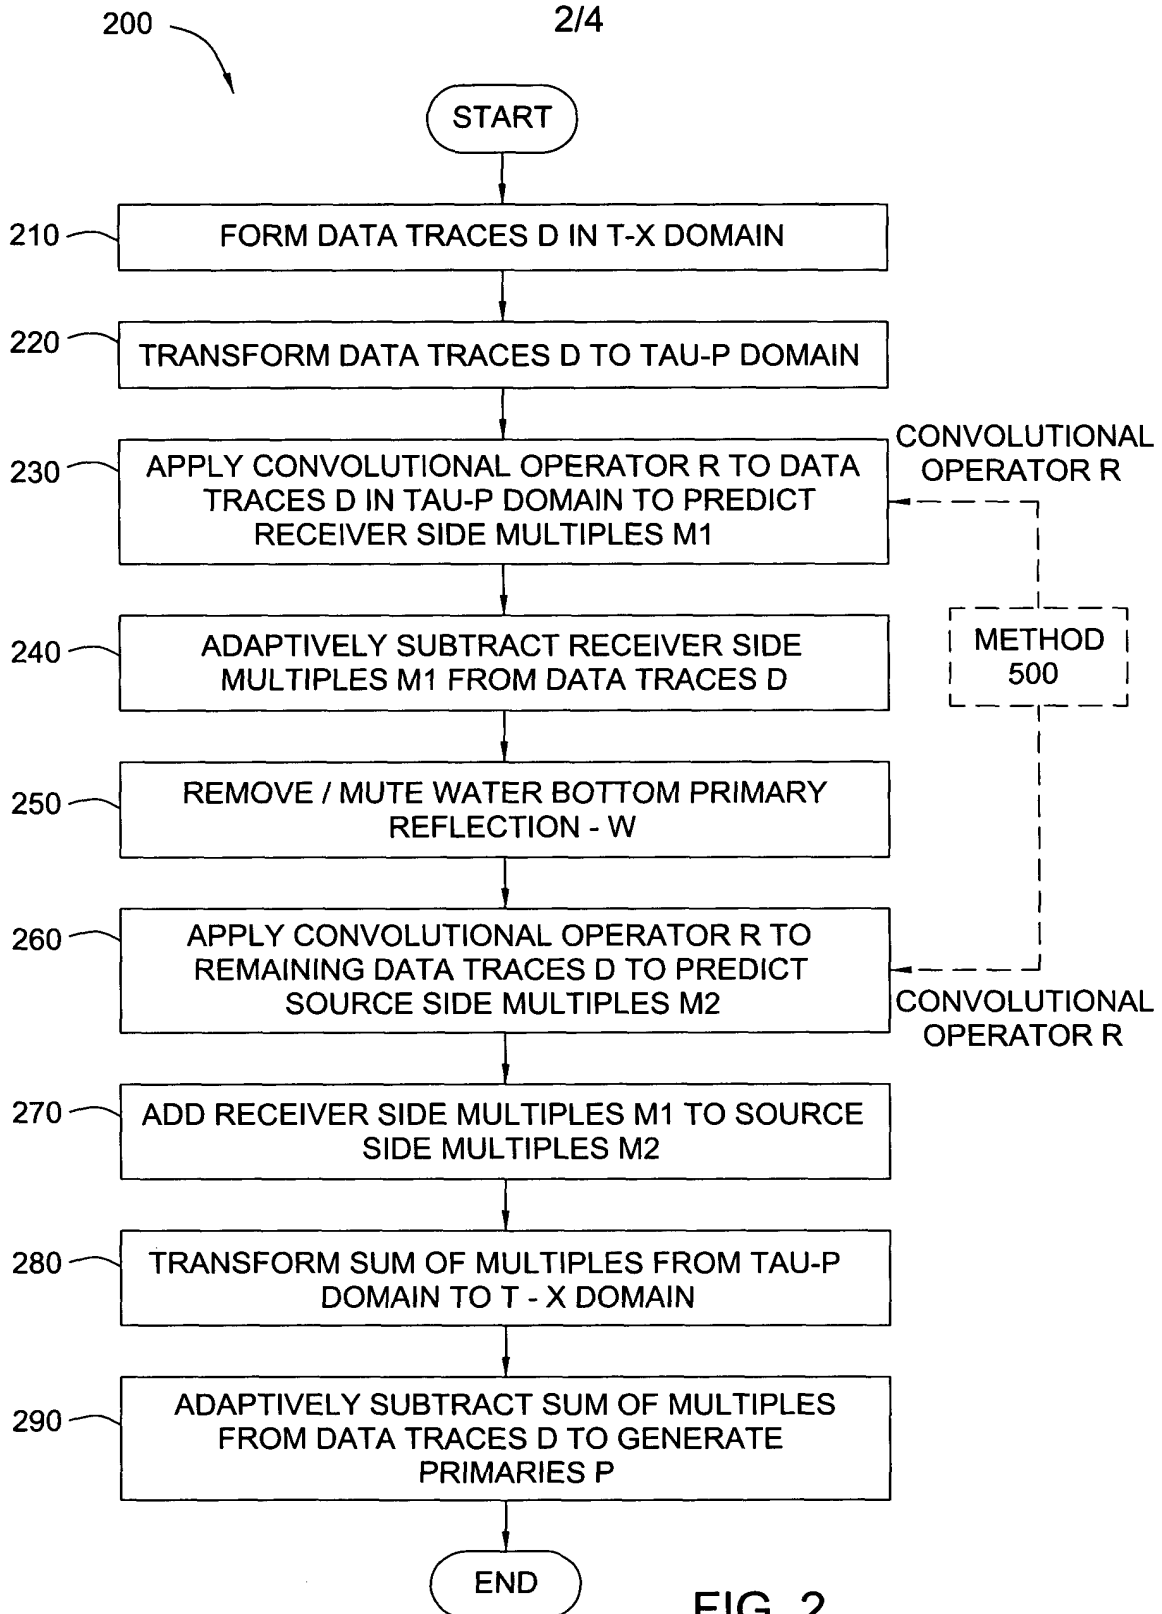 200
2/4
START
210
FORM DATA TRACES D IN T-X DOMAIN
220
TRANSFORM DATA TRACES D TO TAU-P DOMAIN
230
APPLY CONVOLUTIONAL OPERATOR R TO DATA
TRACES D IN TAU-P DOMAIN TO PREDICT
RECEIVER SIDE MULTIPLES M1
CONVOLUTIONAL
OPERATOR R
240
ADAPTIVELY SUBTRACT RECEIVER SIDE
MULTIPLES M1 FROM DATA TRACES D
METHOD
500
250
REMOVE / MUTE WATER BOTTOM PRIMARY
REFLECTION - W
260
APPLY CONVOLUTIONAL OPERATOR R TO
REMAINING DATA TRACES D TO PREDICT
SOURCE SIDE MULTIPLES M2
CONVOLUTIONAL
OPERATOR R
270
ADD RECEIVER SIDE MULTIPLES M1 TO SOURCE
SIDE MULTIPLES M2
280
TRANSFORM SUM OF MULTIPLES FROM TAU-P
DOMAIN TO T - X DOMAIN
290
ADAPTIVELY SUBTRACT SUM OF MULTIPLES
FROM DATA TRACES D TO GENERATE
PRIMARIES P
END
FIG. 2